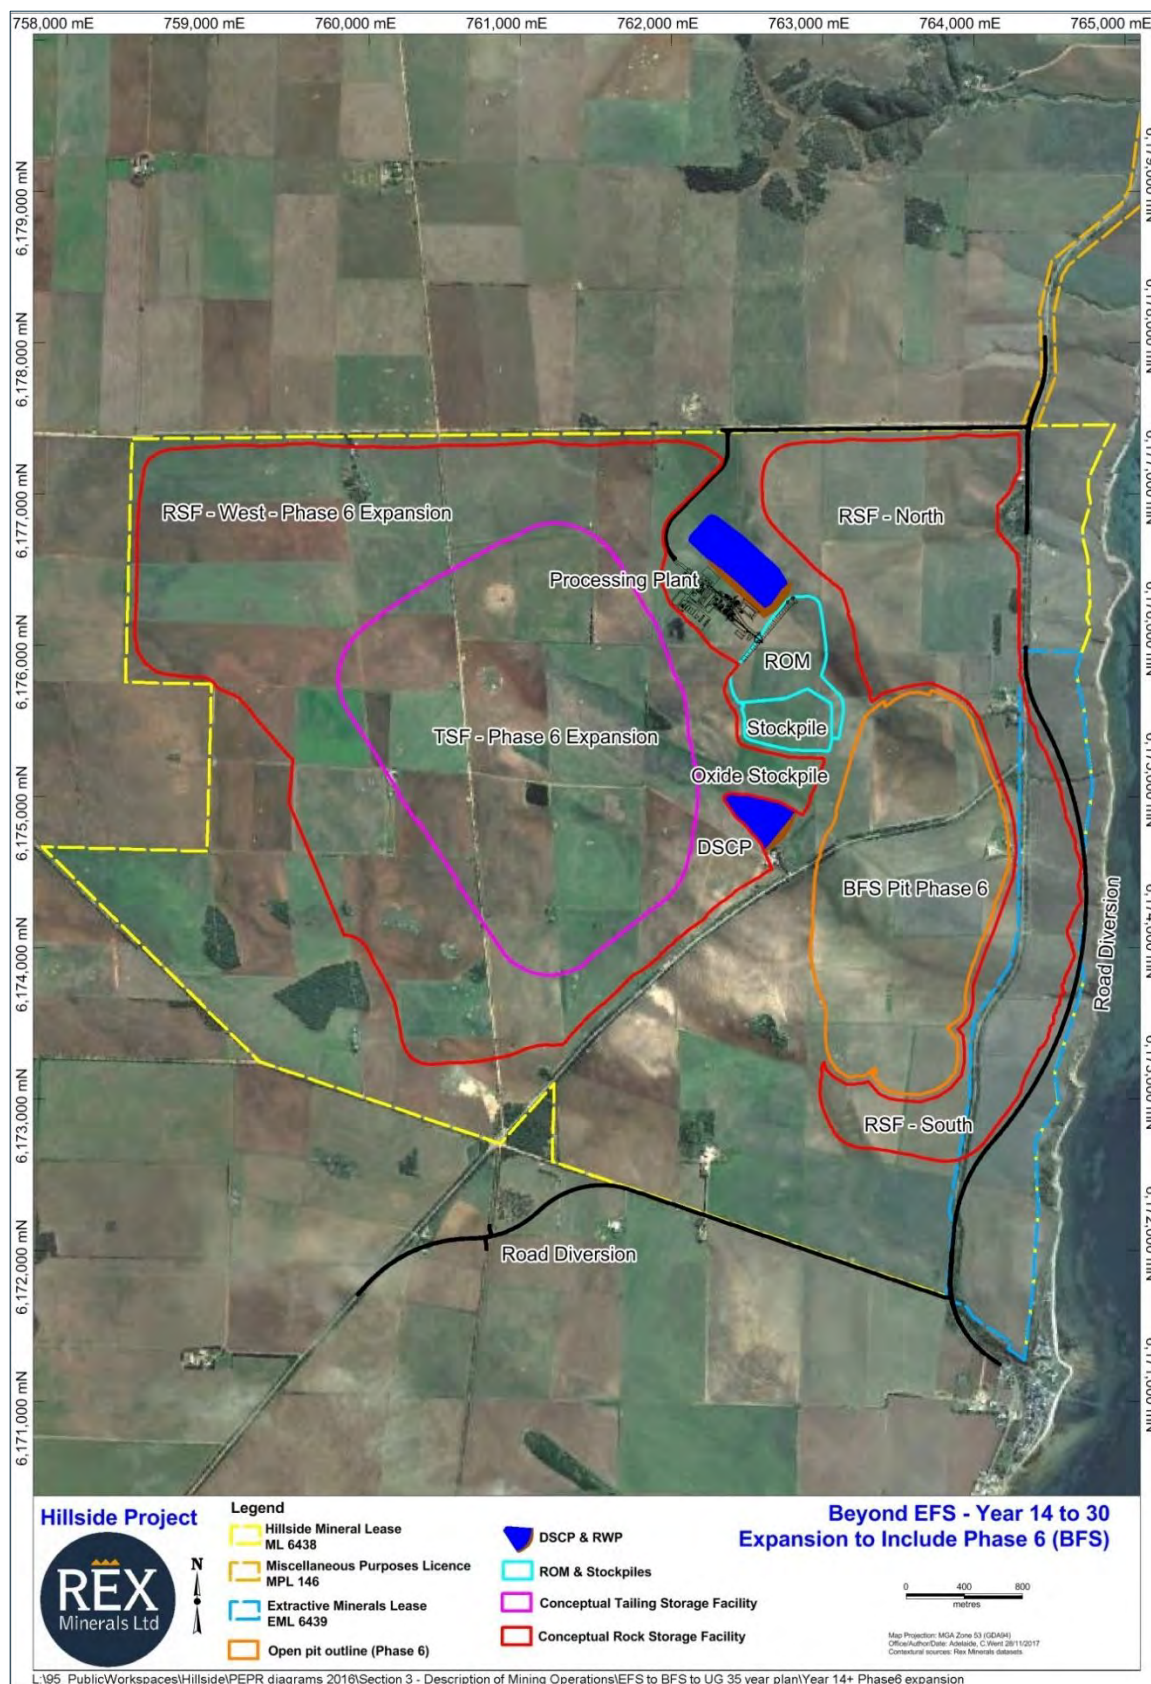 758,000 mE 759,000 mE 760,000 mE 761,000 mE 762,000 mE 763,000 mE 764,000 mE 765,000 mE
6,179,000 mN
6,178,000 mN
6,177,000 mN
6,176,000 mN
6,175,000 mN
6,174,000 mN
6,173,000 mN
6,172,000 mN
6,171,000 mN
RSF - West - Phase 6 Expansion
RSF - North
Processing Plant
ROM
Stockpile
TSF - Phase 6 Expansion
Oxide Stockpile
DSCP
BFS Pit Phase 6
Road Diversion
RSF - South
Road Diversion
Hillside Project
REX
Minerals Ltd
N
Legend
Hillside Mineral Lease
ML 6438
Miscellaneous Purposes Licence
MPL 146
Extractive Minerals Lease
EML 6439
Open pit outline (Phase 6)
DSCP & RWP
ROM & Stockpiles
Conceptual Tailing Storage Facility
Conceptual Rock Storage Facility
Beyond EFS - Year 14 to 30
Expansion to Include Phase 6 (BFS)
0 400 800
metres
Map Projection: MGA Zone 53 (GDA94)
Office/Author/Date: Adelaide, C.Went 28/11/2017
Contextural sources: Rex Minerals datasets
L:\95_PublicWorkspaces\Hillside\PEPR diagrams 2016\Section 3 - Description of Mining Operations\EFS to BFS to UG 35 year plan\Year 14+ Phase6 expansion